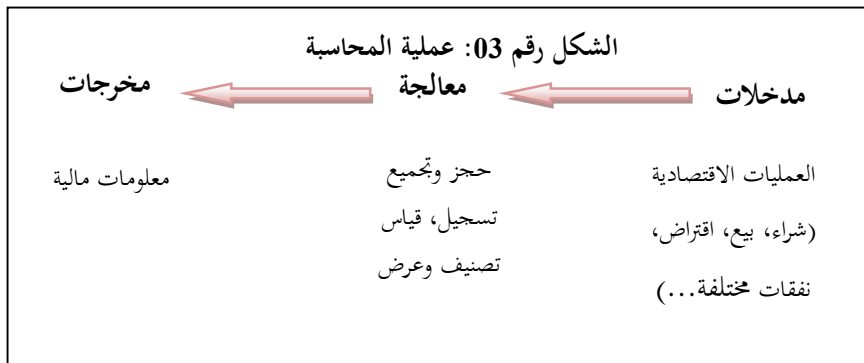 الشكل رقم 03: عملية المحاسبة
مدخلات
معالجة
مخرجات
العمليات الاقتصادية
(شراء، بيع، اقتراض،
نفقات مختلفة...)
حجز وتجميع
تسجيل، قياس
تصنيف وعرض
معلومات مالية